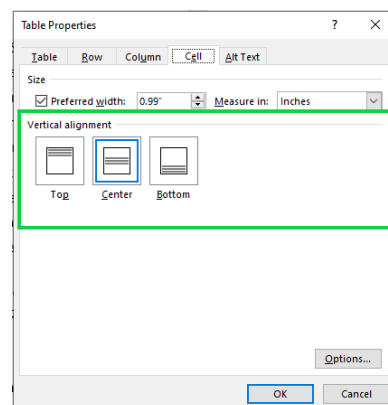 Table Properties ? ×
Table Row Column Cell Alt Text
Size
Preferred width: 0.99" Measure in: Inches
Vertical alignment
Top Center Bottom
Options...
OK Cancel